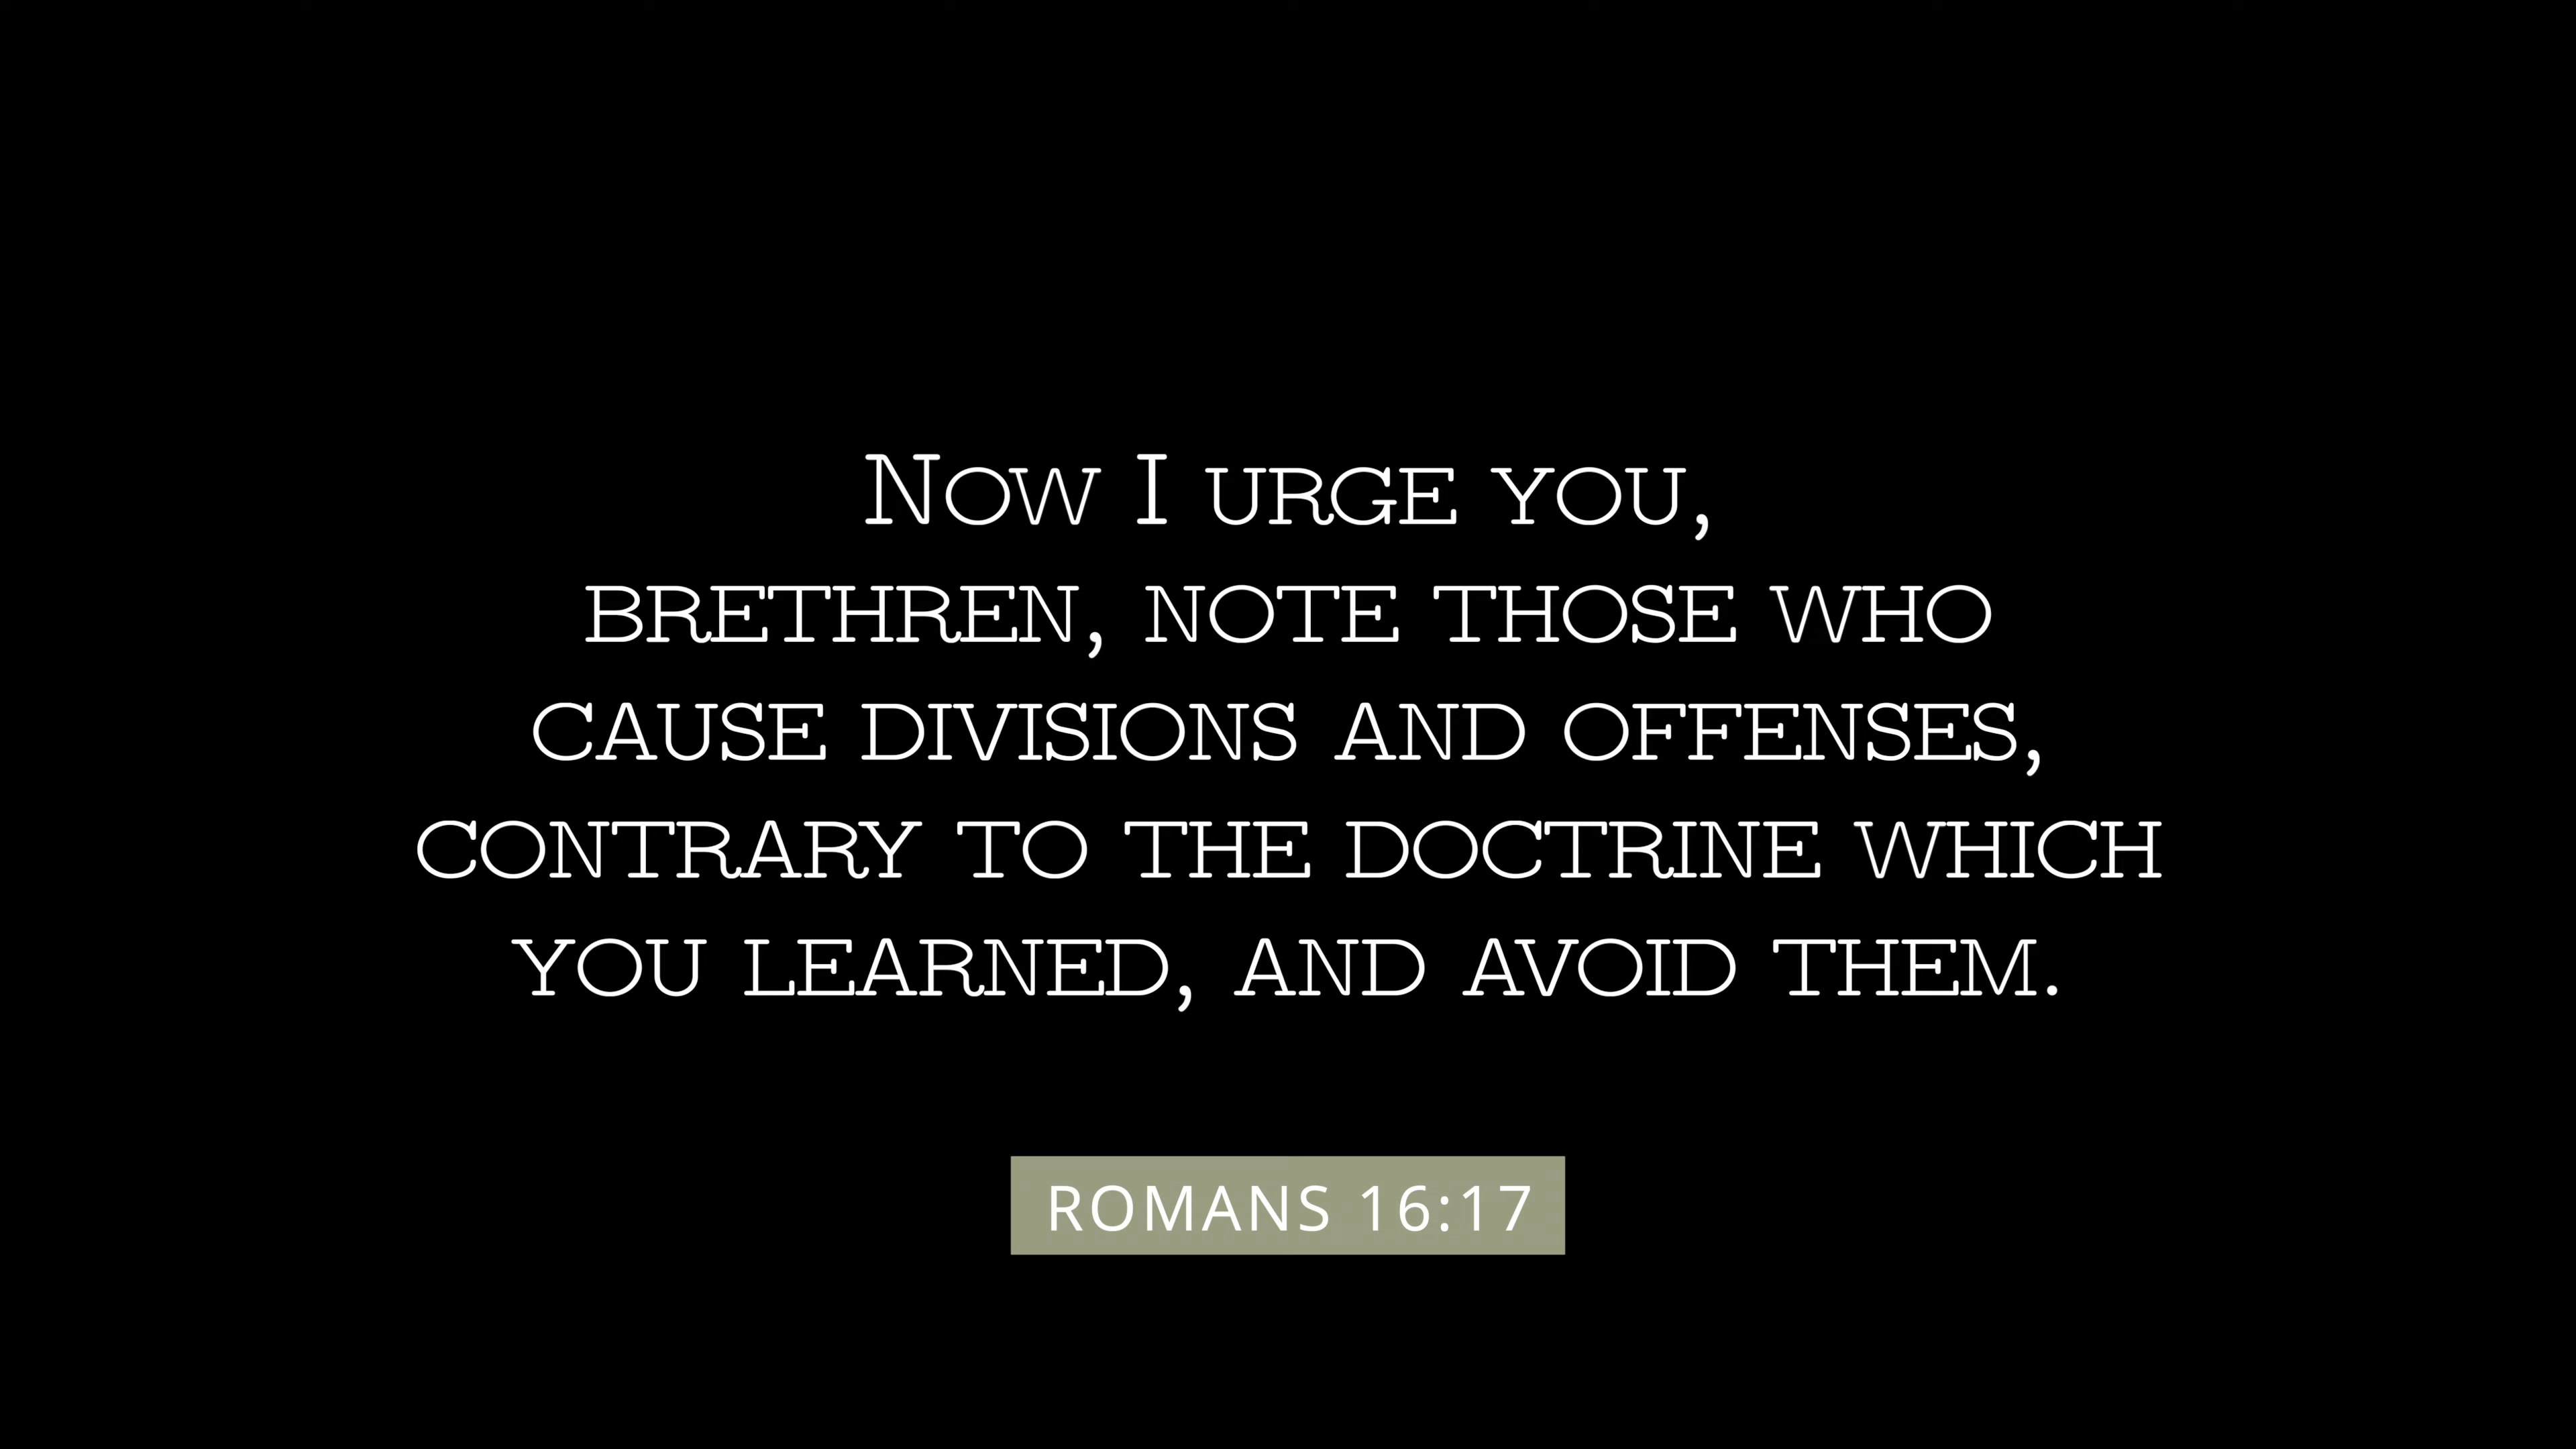 Now I urge you,
brethren, note those who
cause divisions and offenses,
contrary to the doctrine which
you learned, and avoid them.
ROMANS 16:17